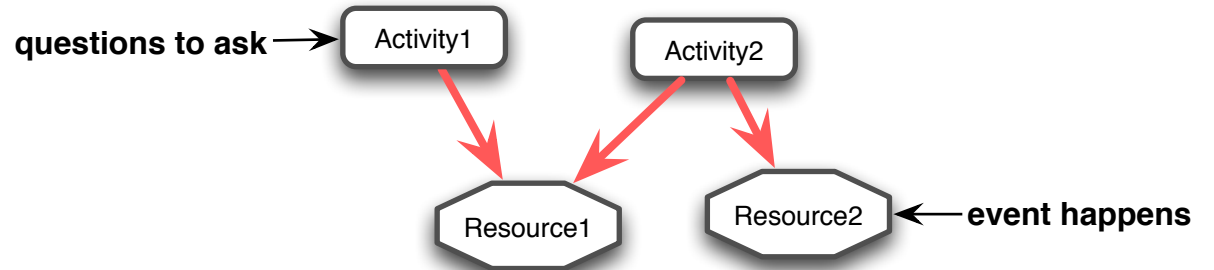 questions to ask
Activity1
Activity2
Resource1
Resource2
event happens